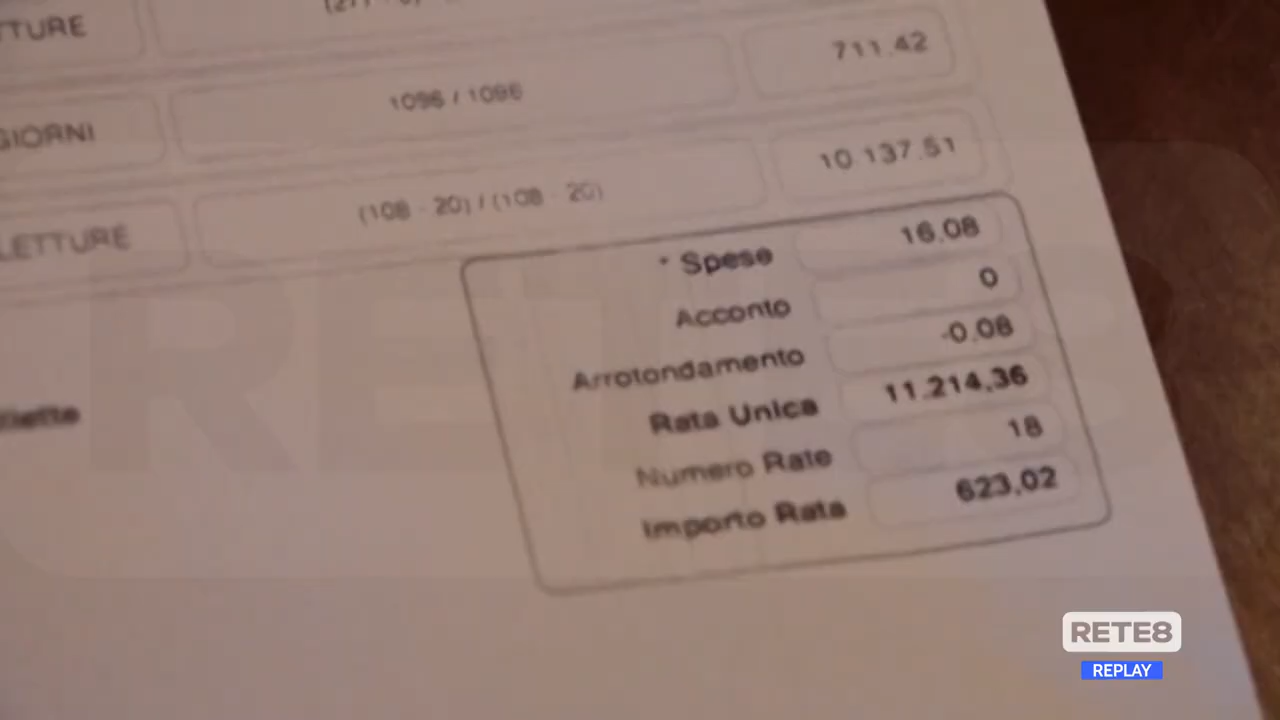 TTURE
711.42
GIORNI 1096 / 1096
10.137.51
LETTURE (108 - 20) / (108 - 20)
* Spese 16.08
Acconto 0
Arrotondamento -0.08
Rata Unica 11.214,36
Numero Rate 18
Importo Rata 623,02
RETE8
REPLAY